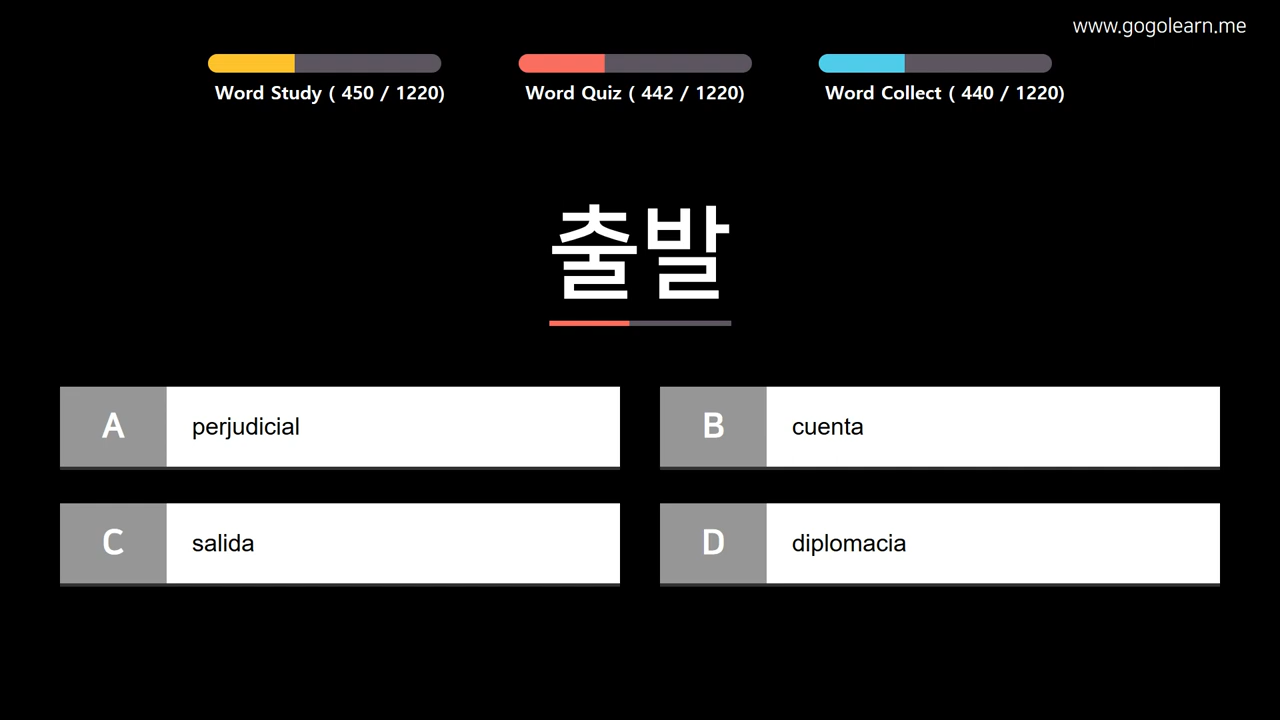 www.gogolearn.me
Word Study ( 450 / 1220)
Word Quiz ( 442 / 1220)
Word Collect ( 440 / 1220)
출발
A perjudicial
B cuenta
C salida
D diplomacia